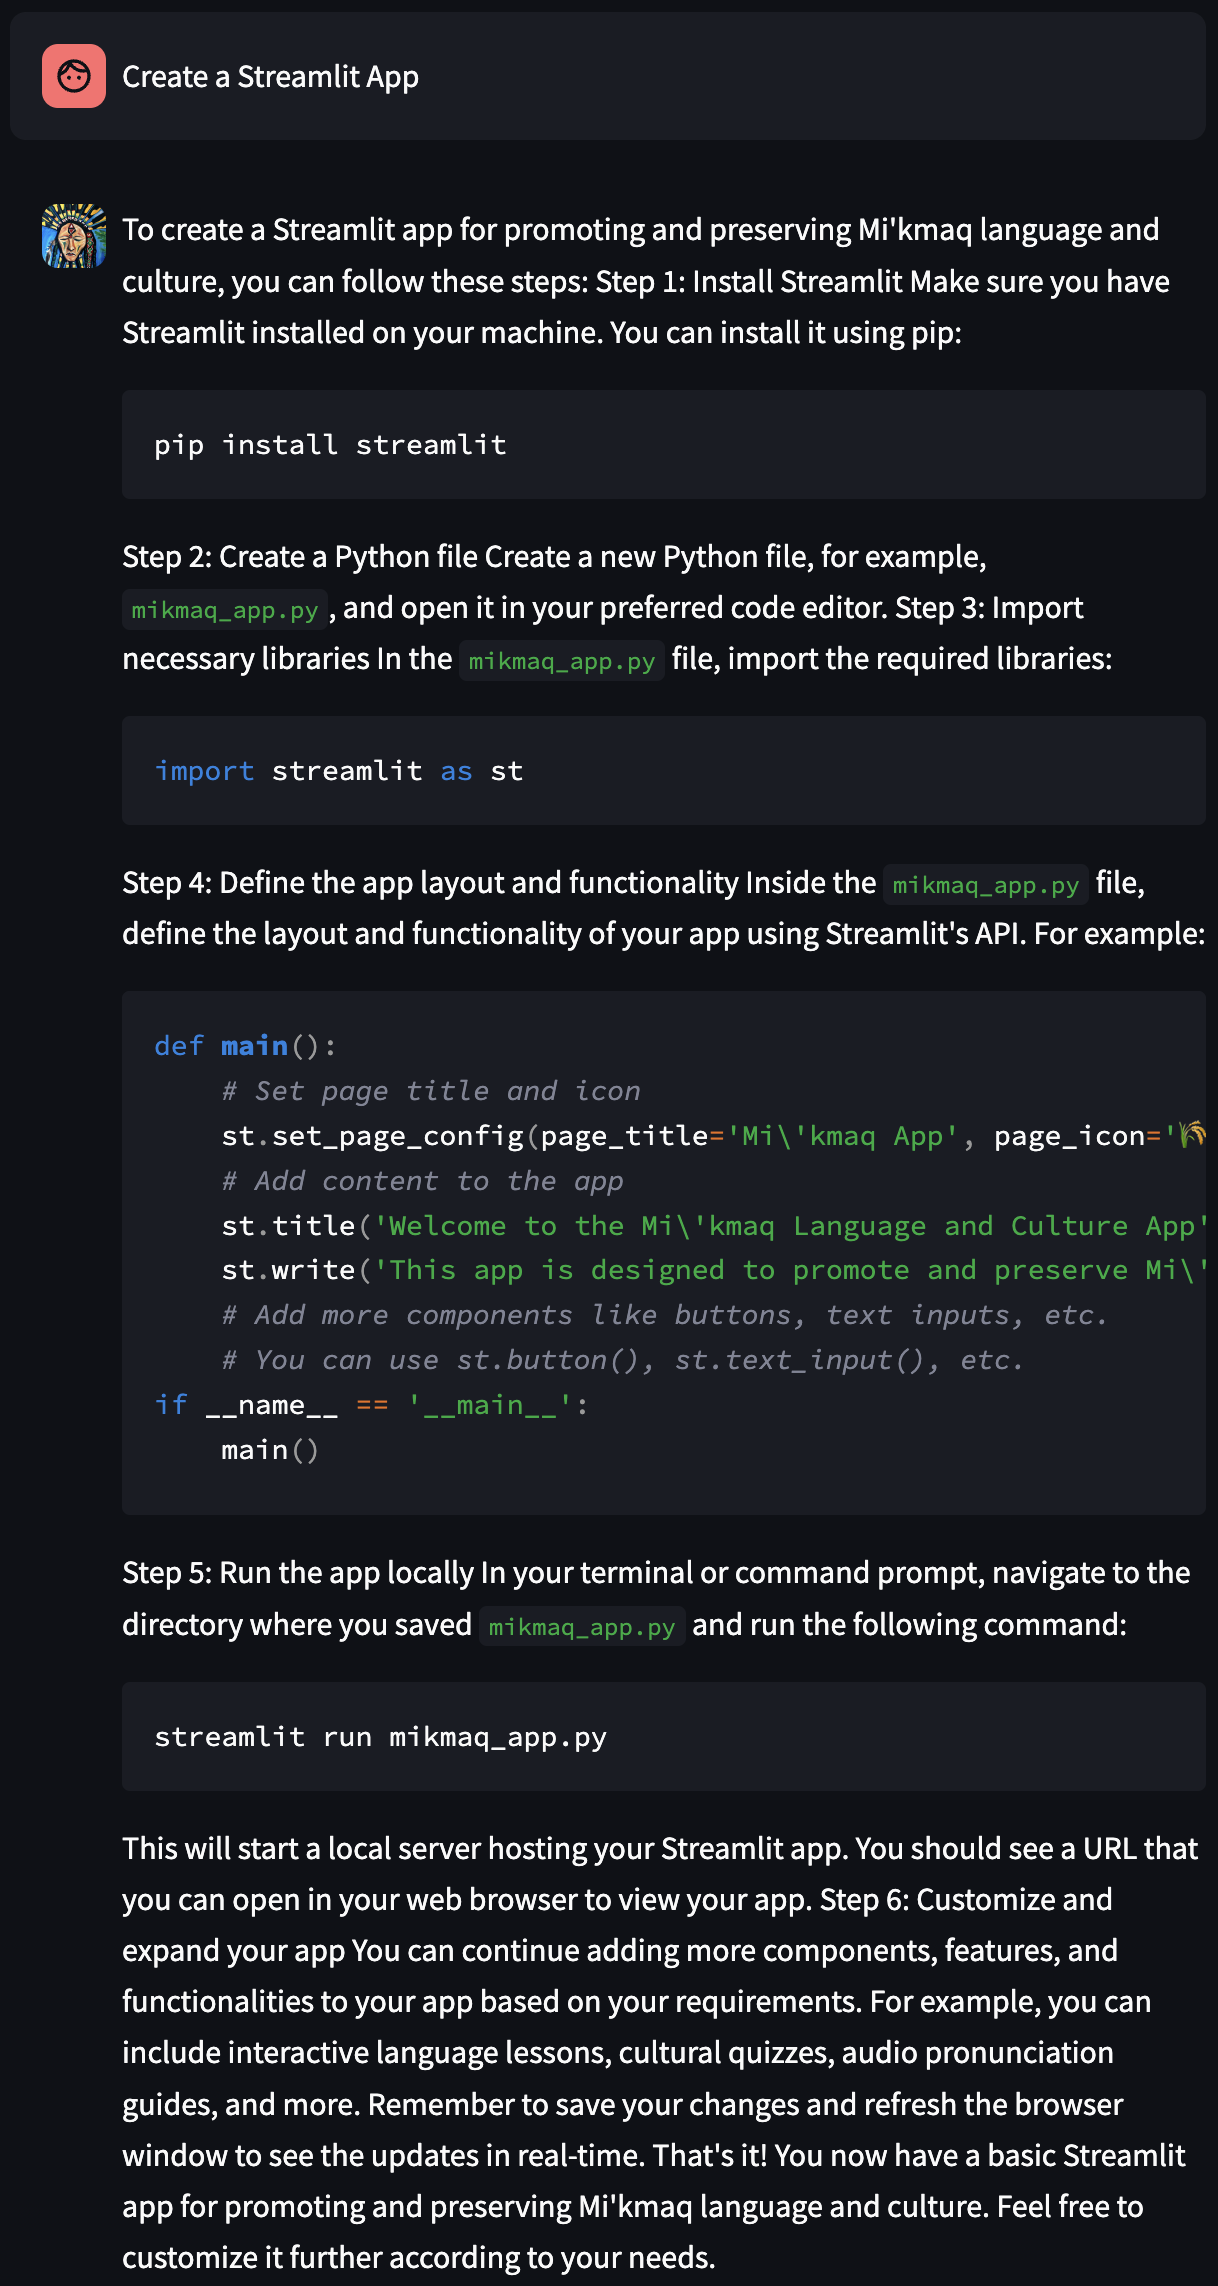 Create a Streamlit App
To create a Streamlit app for promoting and preserving Mi'kmaq language and
culture, you can follow these steps: Step 1: Install Streamlit Make sure you have
Streamlit installed on your machine. You can install it using pip:
pip install streamlit
Step 2: Create a Python file Create a new Python file, for example,
mikmaq_app.py, and open it in your preferred code editor. Step 3: Import
necessary libraries In the mikmaq_app.py file, import the required libraries:
import streamlit as st
Step 4: Define the app layout and functionality Inside the mikmaq_app.py file,
define the layout and functionality of your app using Streamlit's API. For example:
def main():
    # Set page title and icon
    st.set_page_config(page_title='Mi\'kmaq App', page_icon='🌾
    # Add content to the app
    st.title('Welcome to the Mi\'kmaq Language and Culture App'
    st.write('This app is designed to promote and preserve Mi\'
    # Add more components like buttons, text inputs, etc.
    # You can use st.button(), st.text_input(), etc.
if __name__ == '__main__':
    main()
Step 5: Run the app locally In your terminal or command prompt, navigate to the
directory where you saved mikmaq_app.py and run the following command:
streamlit run mikmaq_app.py
This will start a local server hosting your Streamlit app. You should see a URL that
you can open in your web browser to view your app. Step 6: Customize and
expand your app You can continue adding more components, features, and
functionalities to your app based on your requirements. For example, you can
include interactive language lessons, cultural quizzes, audio pronunciation
guides, and more. Remember to save your changes and refresh the browser
window to see the updates in real-time. That's it! You now have a basic Streamlit
app for promoting and preserving Mi'kmaq language and culture. Feel free to
customize it further according to your needs.